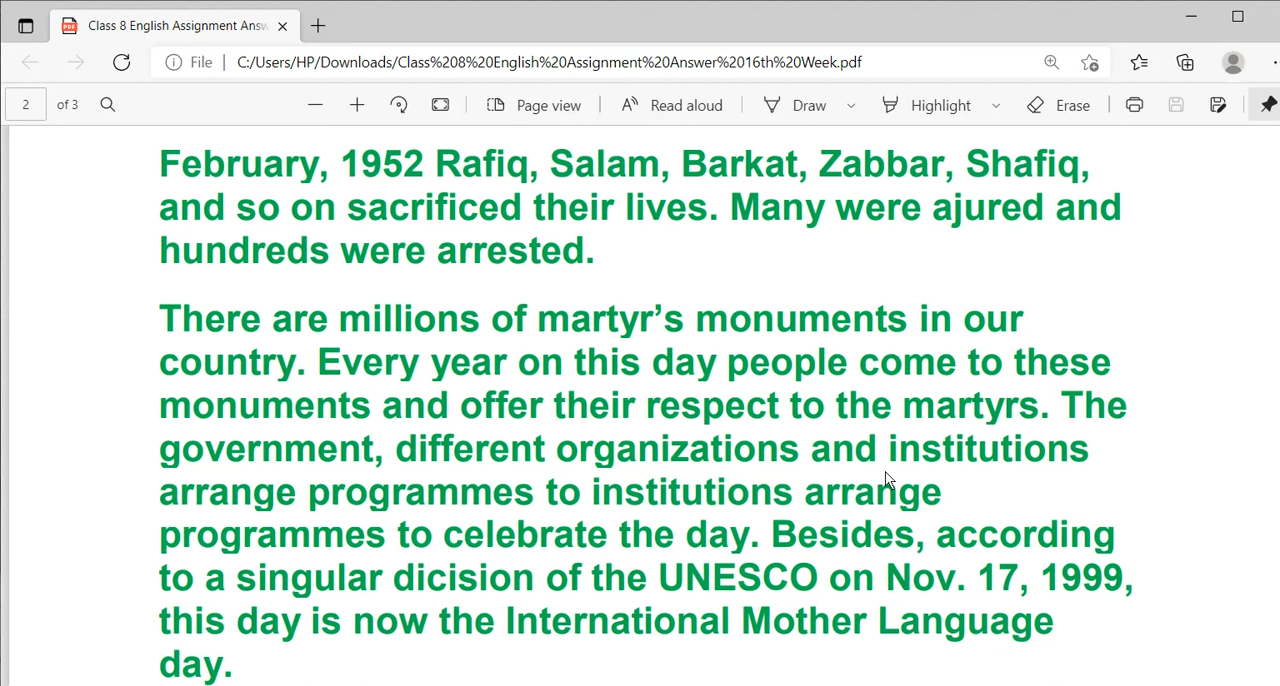 Class 8 English Assignment Answ
File
C:/Users/HP/Downloads/Class%208%20English%20Assignment%20Answer%2016th%20Week.pdf
2 of 3
Page view
Read aloud
Draw
Highlight
Erase
February, 1952 Rafiq, Salam, Barkat, Zabbar, Shafiq,
and so on sacrificed their lives. Many were ajured and
hundreds were arrested.
There are millions of martyr’s monuments in our
country. Every year on this day people come to these
monuments and offer their respect to the martyrs. The
government, different organizations and institutions
arrange programmes to institutions arrange
programmes to celebrate the day. Besides, according
to a singular dicision of the UNESCO on Nov. 17, 1999,
this day is now the International Mother Language
day.